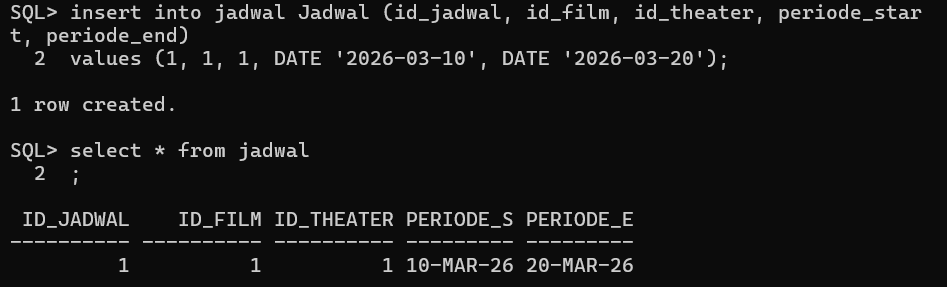 SQL> insert into jadwal Jadwal (id_jadwal, id_film, id_theater, periode_star
t, periode_end)
  2  values (1, 1, 1, DATE '2026-03-10', DATE '2026-03-20');

1 row created.

SQL> select * from jadwal
  2  ;

 ID_JADWAL    ID_FILM ID_THEATER PERIODE_S PERIODE_E
---------- ---------- ---------- --------- ---------
         1          1          1 10-MAR-26 20-MAR-26